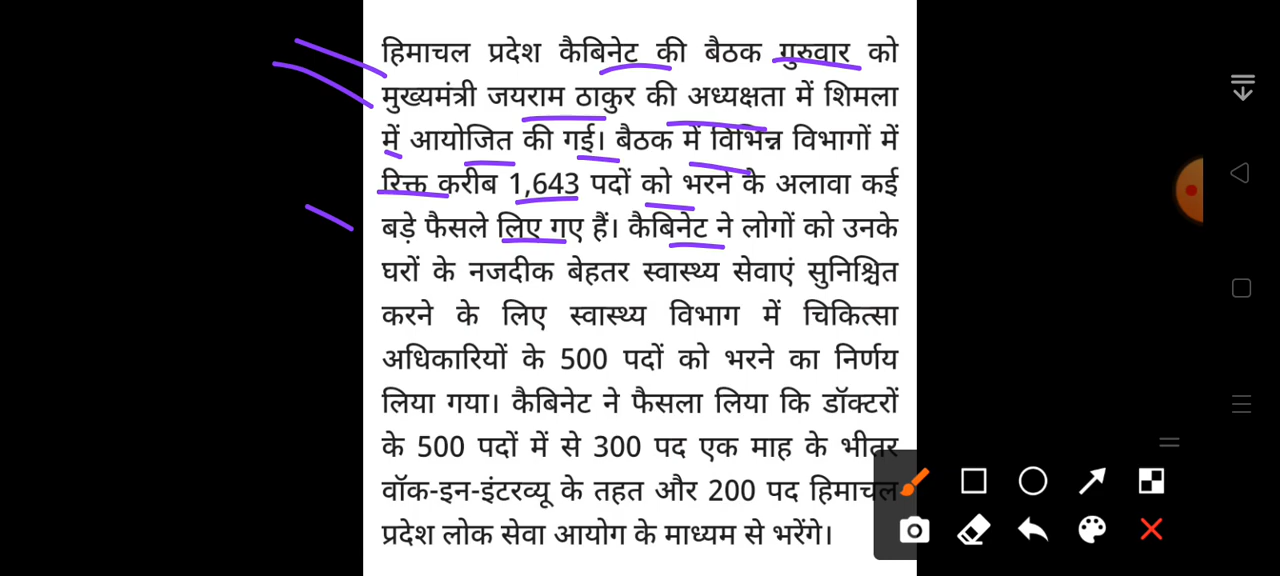 हिमाचल प्रदेश कैबिनेट की बैठक गुरुवार को
मुख्यमंत्री जयराम ठाकुर की अध्यक्षता में शिमला
में आयोजित की गई। बैठक में विभिन्न विभागों में
रिक्त करीब 1,643 पदों को भरने के अलावा कई
बड़े फैसले लिए गए हैं। कैबिनेट ने लोगों को उनके
घरों के नजदीक बेहतर स्वास्थ्य सेवाएं सुनिश्चित
करने के लिए स्वास्थ्य विभाग में चिकित्सा
अधिकारियों के 500 पदों को भरने का निर्णय
लिया गया। कैबिनेट ने फैसला लिया कि डॉक्टरों
के 500 पदों में से 300 पद एक माह के भीतर
वॉक-इन-इंटरव्यू के तहत और 200 पद हिमाचल
प्रदेश लोक सेवा आयोग के माध्यम से भरेंगे।